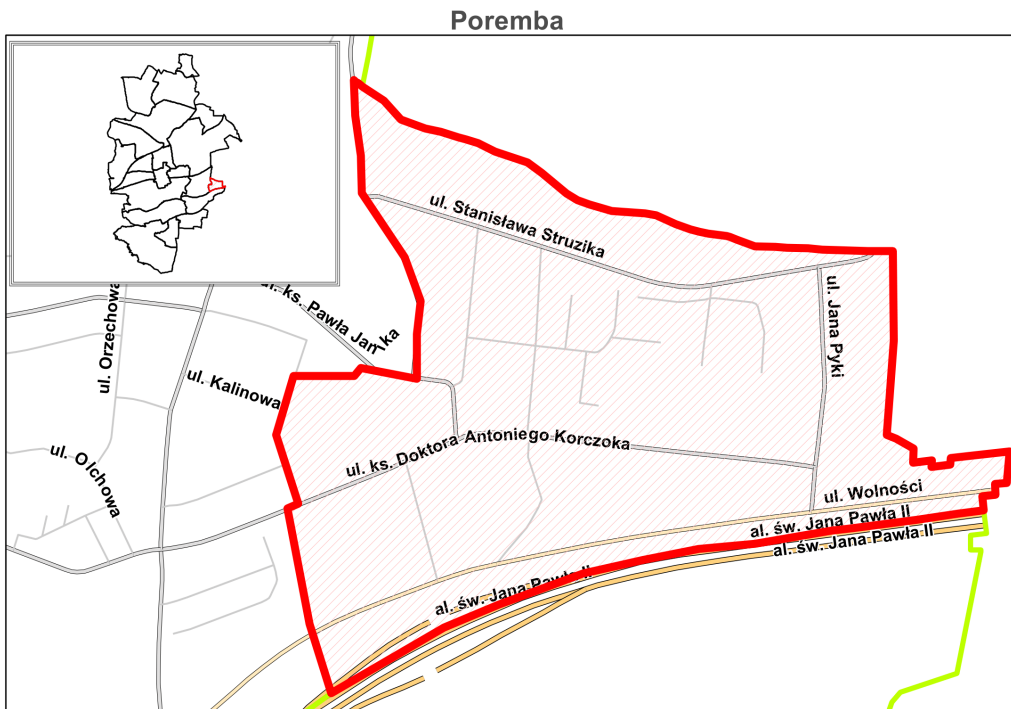 Poremba
ul. Stanisława Struzika
ul. Orzechowa
ul. ks. Pawła Jan
ka
ul. Jana Pyki
ul. Kalinowa
ul. ks. Doktora Antoniego Korczoka
ul. Olchowa
ul. Wolności
al. św. Jana Pawła II
al. św. Jana Pawła II
al. św. Jana Pawła II